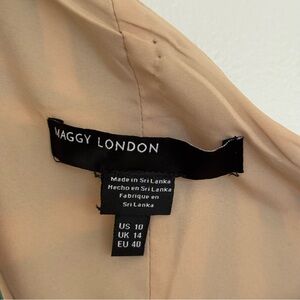 MAGGY LONDON
Made in Sri Lanka
Hecho en Sri Lanka
Fabrique en
Sri Lanka
US 10
UK 14
EU 40